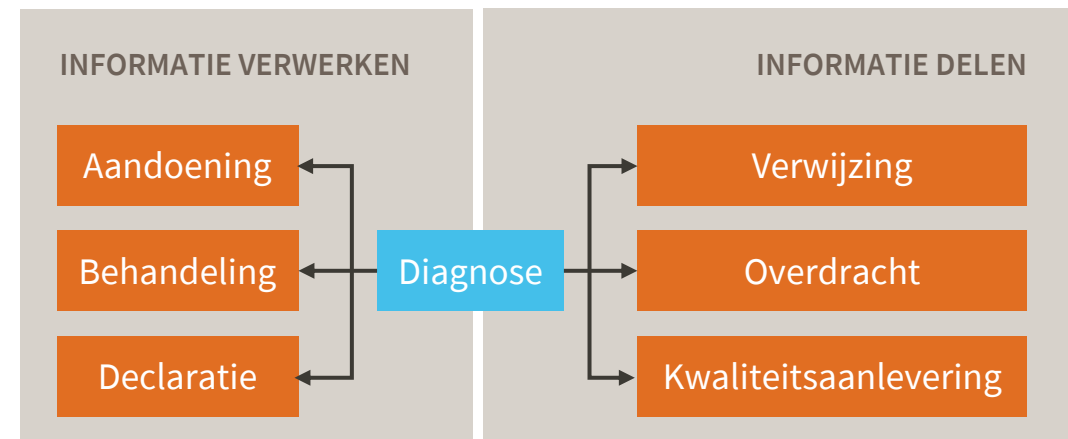 INFORMATIE VERWERKEN
INFORMATIE DELEN
Aandoening
Behandeling
Declaratie
Diagnose
Verwijzing
Overdracht
Kwaliteitsaanlevering